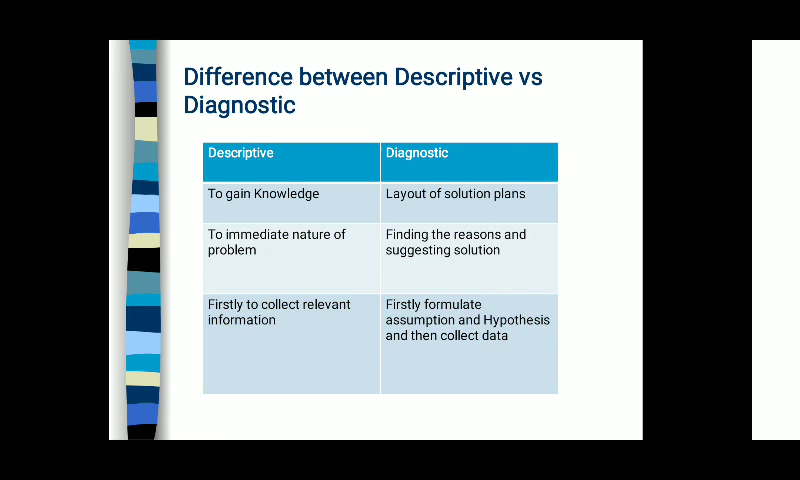 Difference between Descriptive vs
Diagnostic
Descriptive
Diagnostic
To gain Knowledge
Layout of solution plans
To immediate nature of
problem
Finding the reasons and
suggesting solution
Firstly to collect relevant
information
Firstly formulate
assumption and Hypothesis
and then collect data